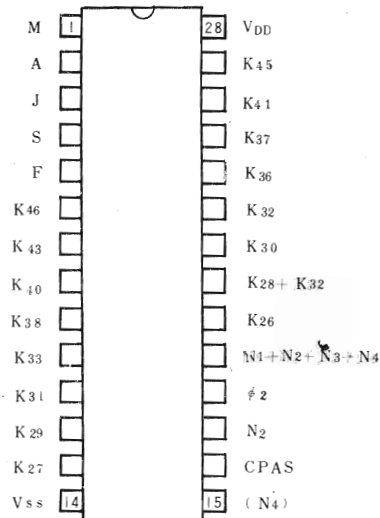 M 1 28 VDD
A K45
J K41
S K37
F K36
K46 K32
K43 K30
K40 K28+ K32
K38 K26
K33 N1+N2+N3+N4
K31 ϕ2
K29 N2
K27 CPAS
Vss 14 15 (N4)